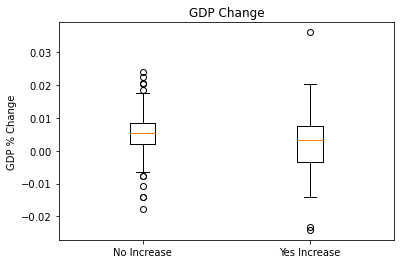 GDP Change
GDP % Change
0.03
0.02
0.01
0.00
−0.01
−0.02
No Increase
Yes Increase